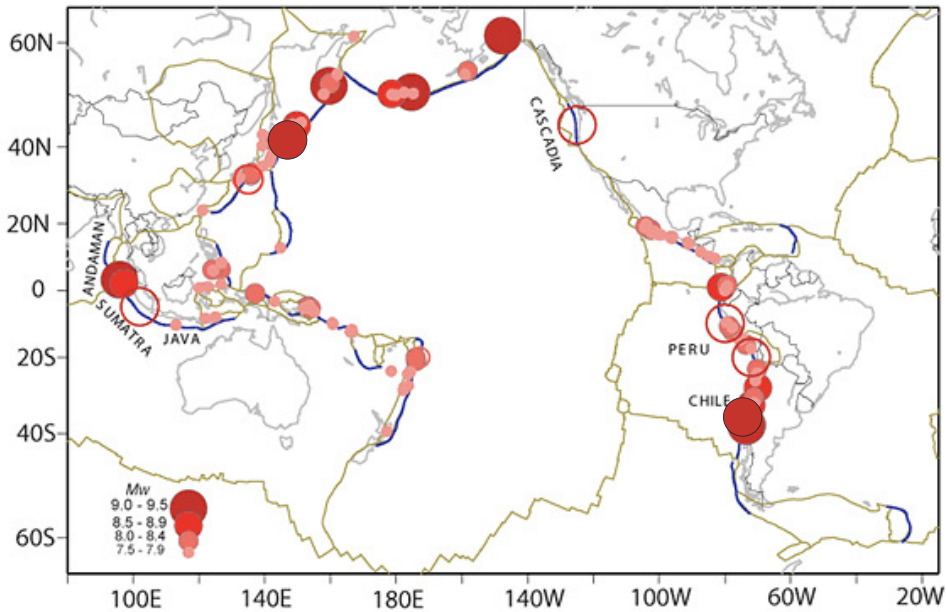 60N
40N
20N
0
20S
40S
60S
CASCADIA
ANDAMAN
SUMATRA
JAVA
PERU
CHILE
Mw
9.0 - 9.5
8.5 - 8.9
8.0 - 8.4
7.5 - 7.9
100E 140E 180E 140W 100W 60W 20W